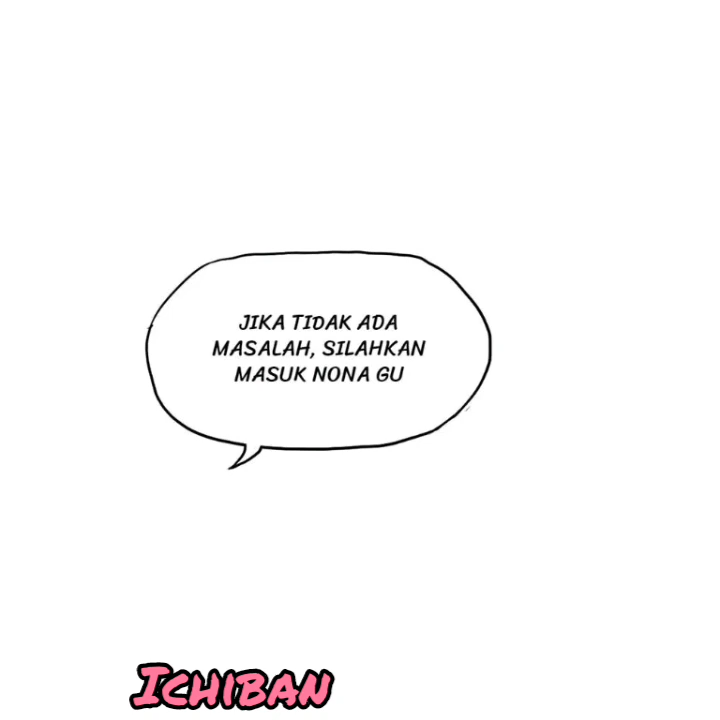 JIKA TIDAK ADA
MASALAH, SILAHKAN
MASUK NONA GU
ICHIBAN